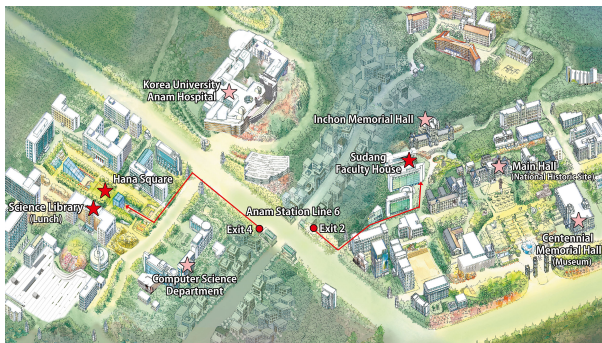 Korea University
Anam Hospital
Inchon Memorial Hall
Sudang
Faculty House
Main Hall
(National Historic Site)
Hana Square
Science Library
(Lunch)
Anam Station Line 6
Exit 4
Exit 2
Centennial
Memorial Hall
(Museum)
Computer Science
Department